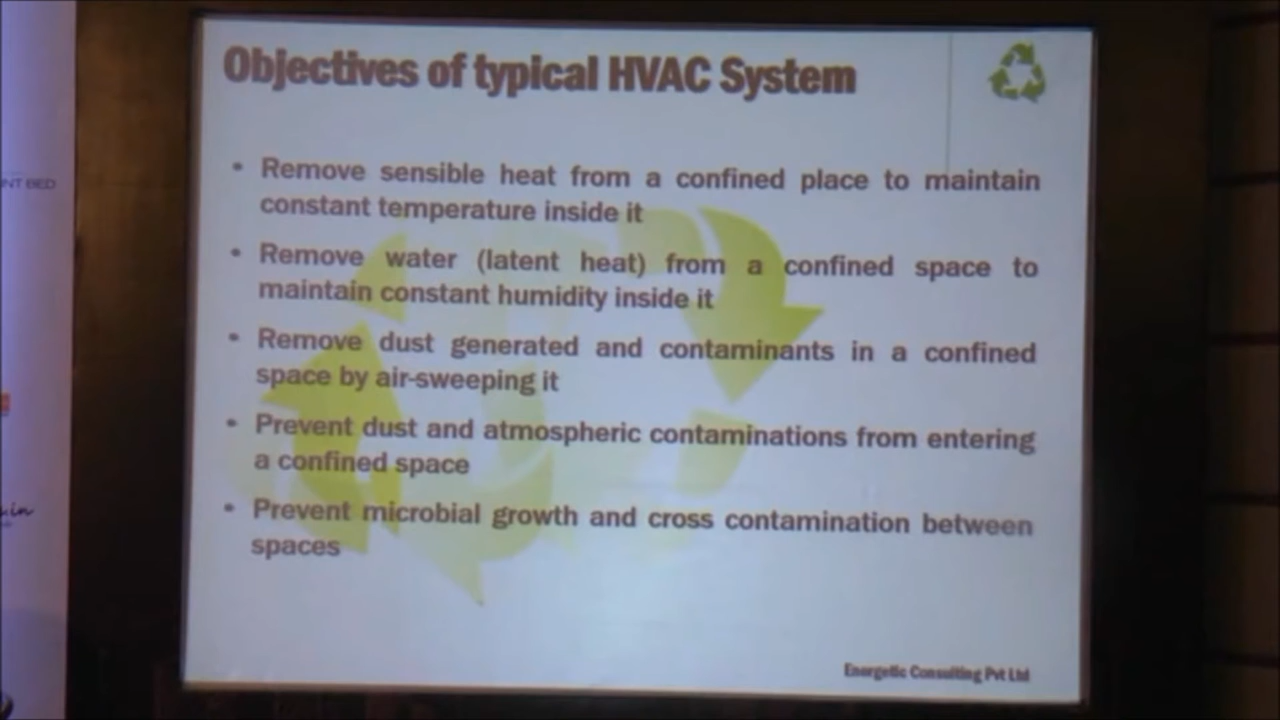 Objectives of typical HVAC System
• Remove sensible heat from a confined place to maintain
constant temperature inside it
• Remove water (latent heat) from a confined space to
maintain constant humidity inside it
• Remove dust generated and contaminants in a confined
space by air-sweeping it
• Prevent dust and atmospheric contaminations from entering
a confined space
• Prevent microbial growth and cross contamination between
spaces
Energetic Consulting Pvt Ltd
NT BED